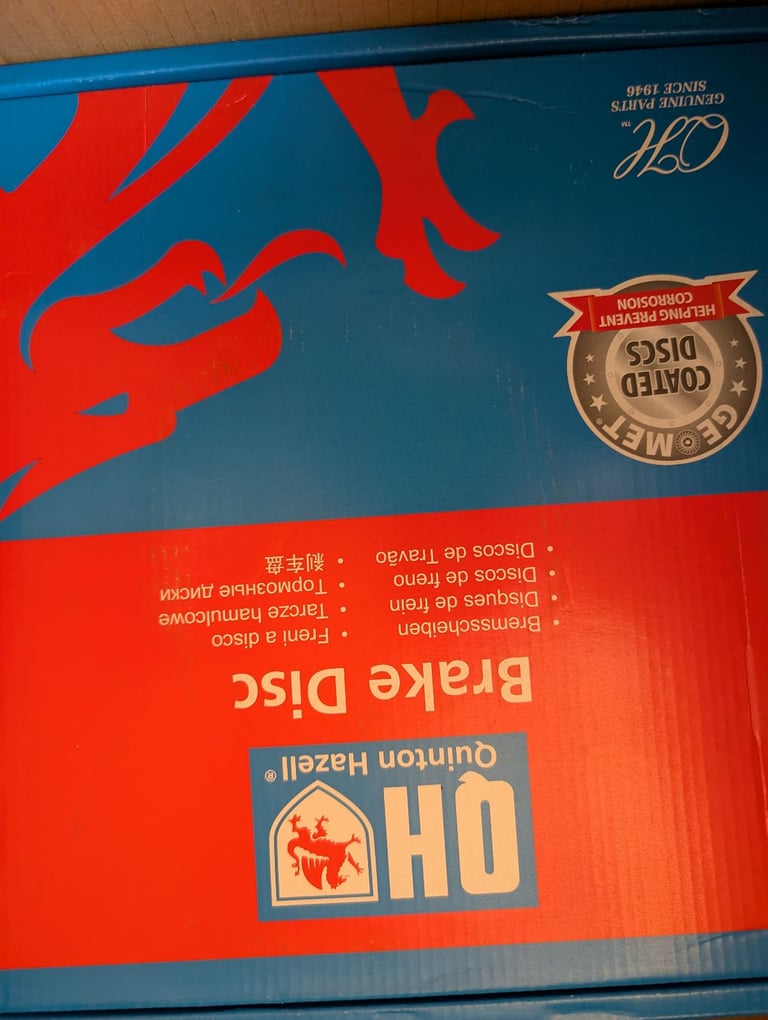 QH
Quinton Hazell®
Brake Disc
• Bremsscheiben
• Disques de frein
• Discos de freno
• Discos de Travão
• Freni a disco
• Tarcze hamulcowe
• Тормозные диски
• 刹车盘
GEOMET®
COATED
DISCS
HELPING PREVENT
CORROSION
QH™
GENUINE PARTS
SINCE 1946